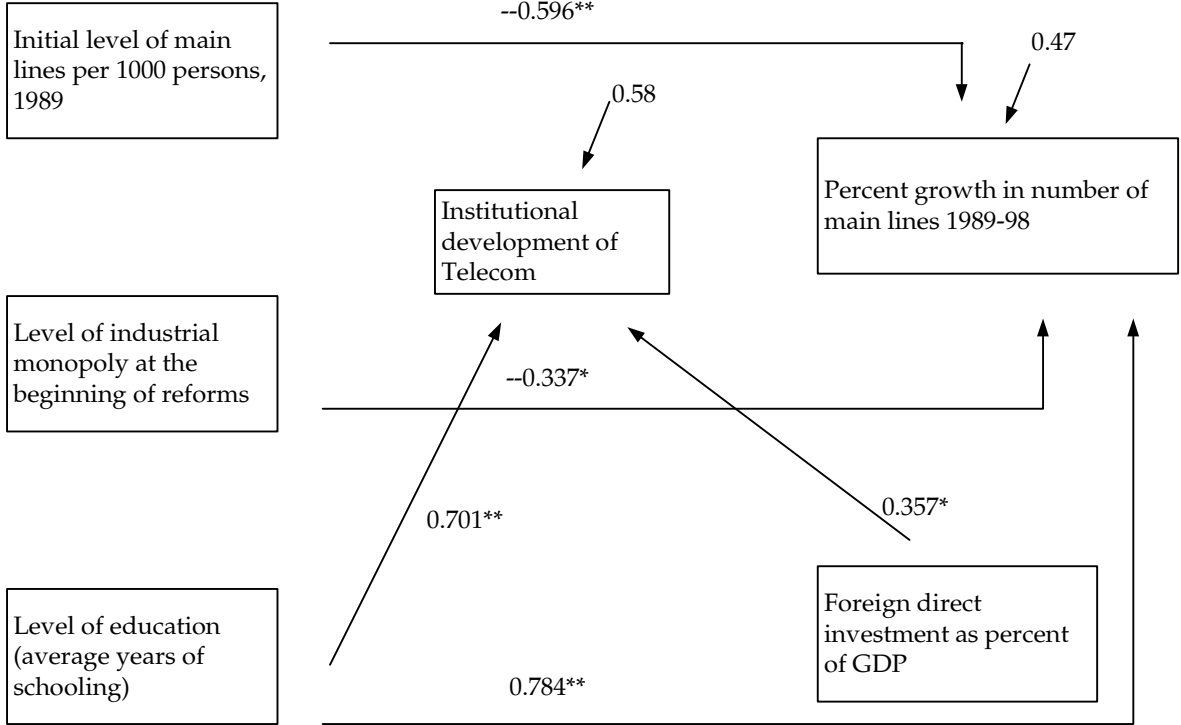 --0.596**
Initial level of main
lines per 1000 persons,
1989
0.47
0.58
Percent growth in number of
main lines 1989-98
Institutional
development of
Telecom
Level of industrial
monopoly at the
beginning of reforms
--0.337*
0.701**
0.357*
Level of education
(average years of
schooling)
Foreign direct
investment as percent
of GDP
0.784**